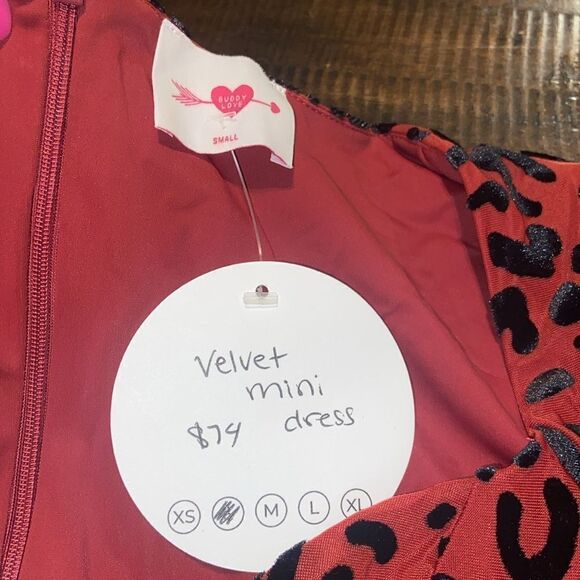 BUDDY
LOVE
SMALL
velvet
mini
$74 dress
XS M L XL